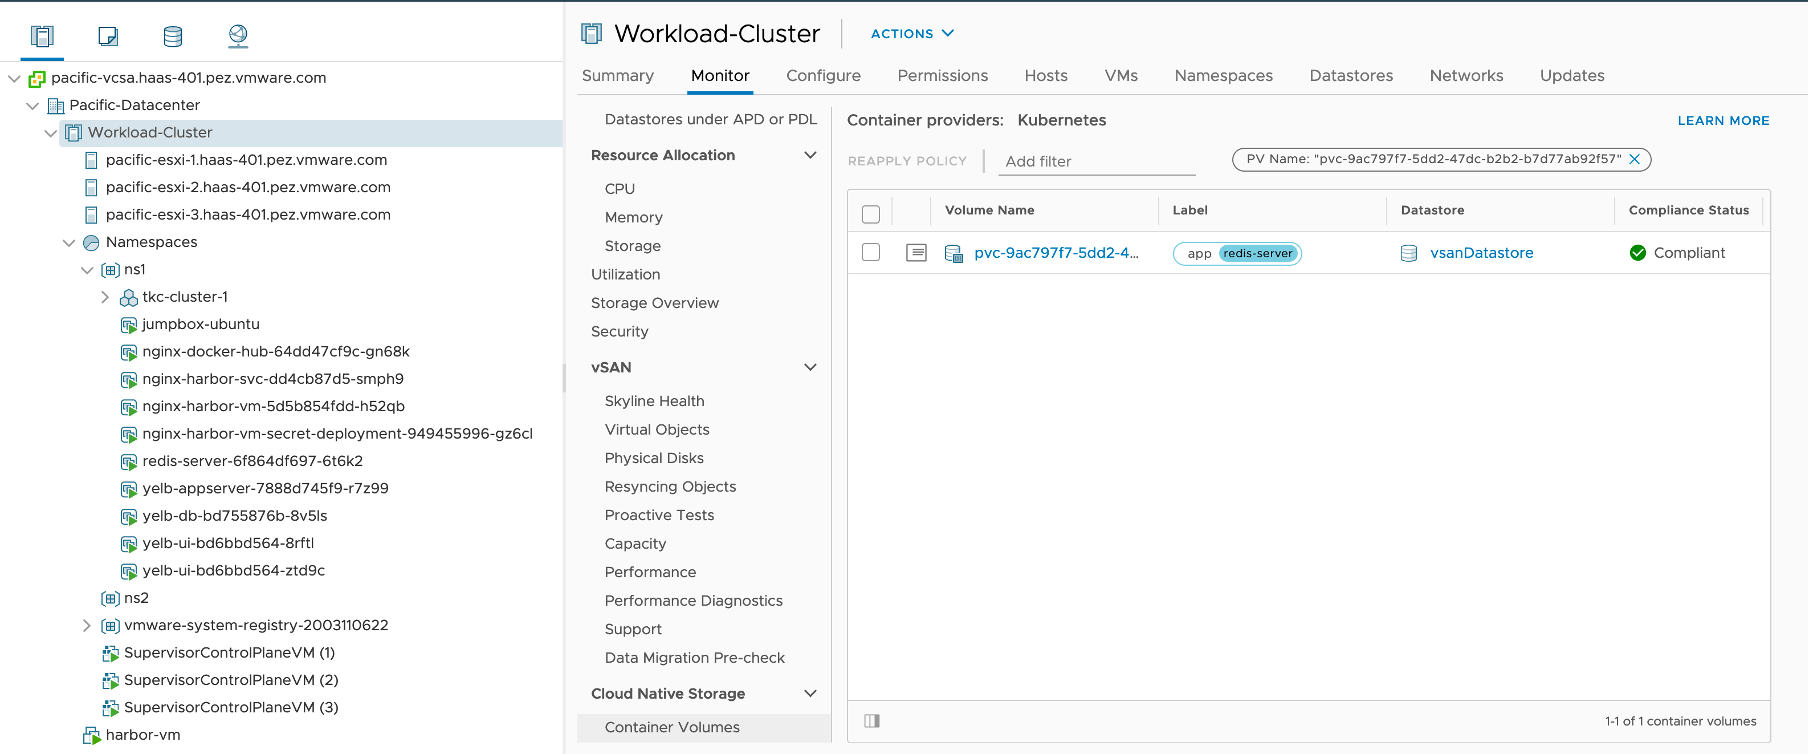 pacific-vcsa.haas-401.pez.vmware.com
Pacific-Datacenter
Workload-Cluster
pacific-esxi-1.haas-401.pez.vmware.com
pacific-esxi-2.haas-401.pez.vmware.com
pacific-esxi-3.haas-401.pez.vmware.com
Namespaces
ns1
tkc-cluster-1
jumpbox-ubuntu
nginx-docker-hub-64dd47cf9c-gn68k
nginx-harbor-svc-dd4cb87d5-smph9
nginx-harbor-vm-5d5b854fdd-h52qb
nginx-harbor-vm-secret-deployment-949455996-gz6cl
redis-server-6f864df697-6t6k2
yelb-appserver-7888d745f9-r7z99
yelb-db-bd755876b-8v5ls
yelb-ui-bd6bbd564-8rftl
yelb-ui-bd6bbd564-ztd9c
ns2
vmware-system-registry-2003110622
SupervisorControlPlaneVM (1)
SupervisorControlPlaneVM (2)
SupervisorControlPlaneVM (3)
harbor-vm
Workload-Cluster ACTIONS
Summary Monitor Configure Permissions Hosts VMs Namespaces Datastores Networks Updates
Datastores under APD or PDL
Resource Allocation
CPU
Memory
Storage
Utilization
Storage Overview
Security
vSAN
Skyline Health
Virtual Objects
Physical Disks
Resyncing Objects
Proactive Tests
Capacity
Performance
Performance Diagnostics
Support
Data Migration Pre-check
Cloud Native Storage
Container Volumes
Container providers: Kubernetes LEARN MORE
REAPPLY POLICY Add filter PV Name: "pvc-9ac797f7-5dd2-47dc-b2b2-b7d77ab92f57"
Volume Name Label Datastore Compliance Status
pvc-9ac797f7-5dd2-4... app redis-server vsanDatastore Compliant
1-1 of 1 container volumes